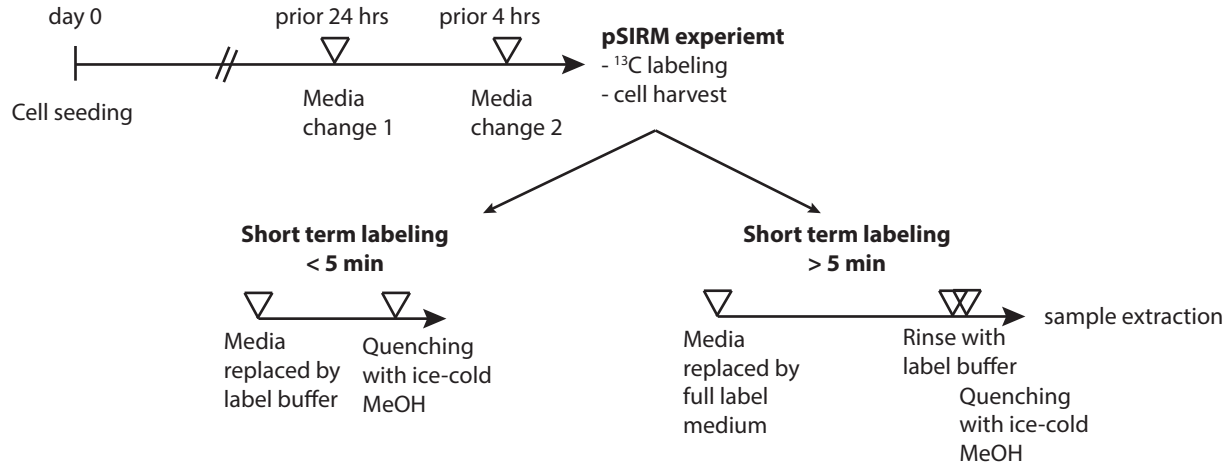 day 0
prior 24 hrs
prior 4 hrs
pSIRM experiemt
- ¹³C labeling
- cell harvest
Cell seeding
Media
change 1
Media
change 2
Short term labeling
< 5 min
Media
replaced by
label buffer
Quenching
with ice-cold
MeOH
Short term labeling
> 5 min
Media
replaced by
full label
medium
Rinse with
label buffer
Quenching
with ice-cold
MeOH
sample extraction